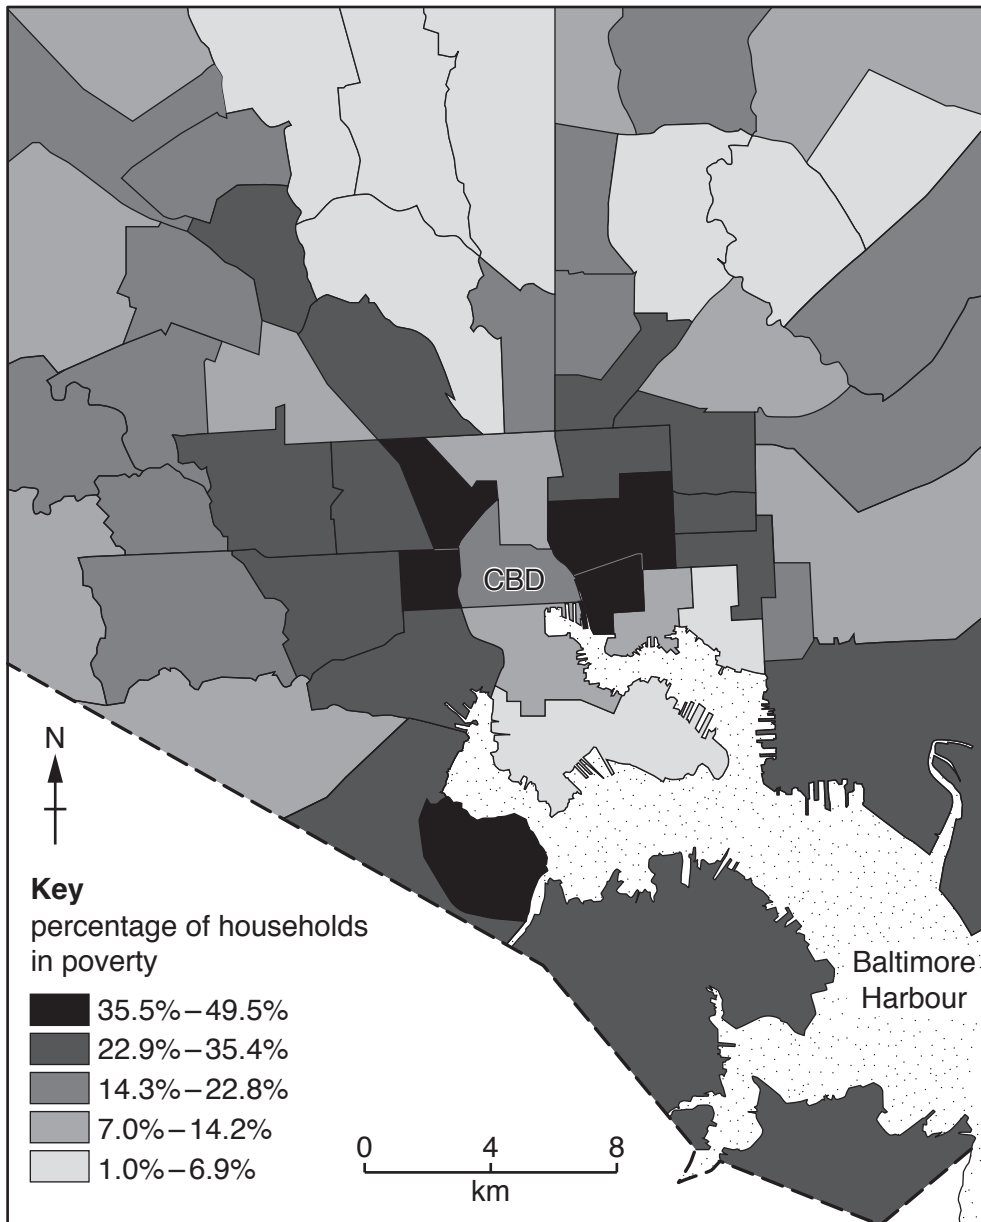 CBD
N
Key
percentage of households
in poverty
35.5%–49.5%
22.9%–35.4%
14.3%–22.8%
7.0%–14.2%
1.0%–6.9%
0 4 8
km
Baltimore
Harbour